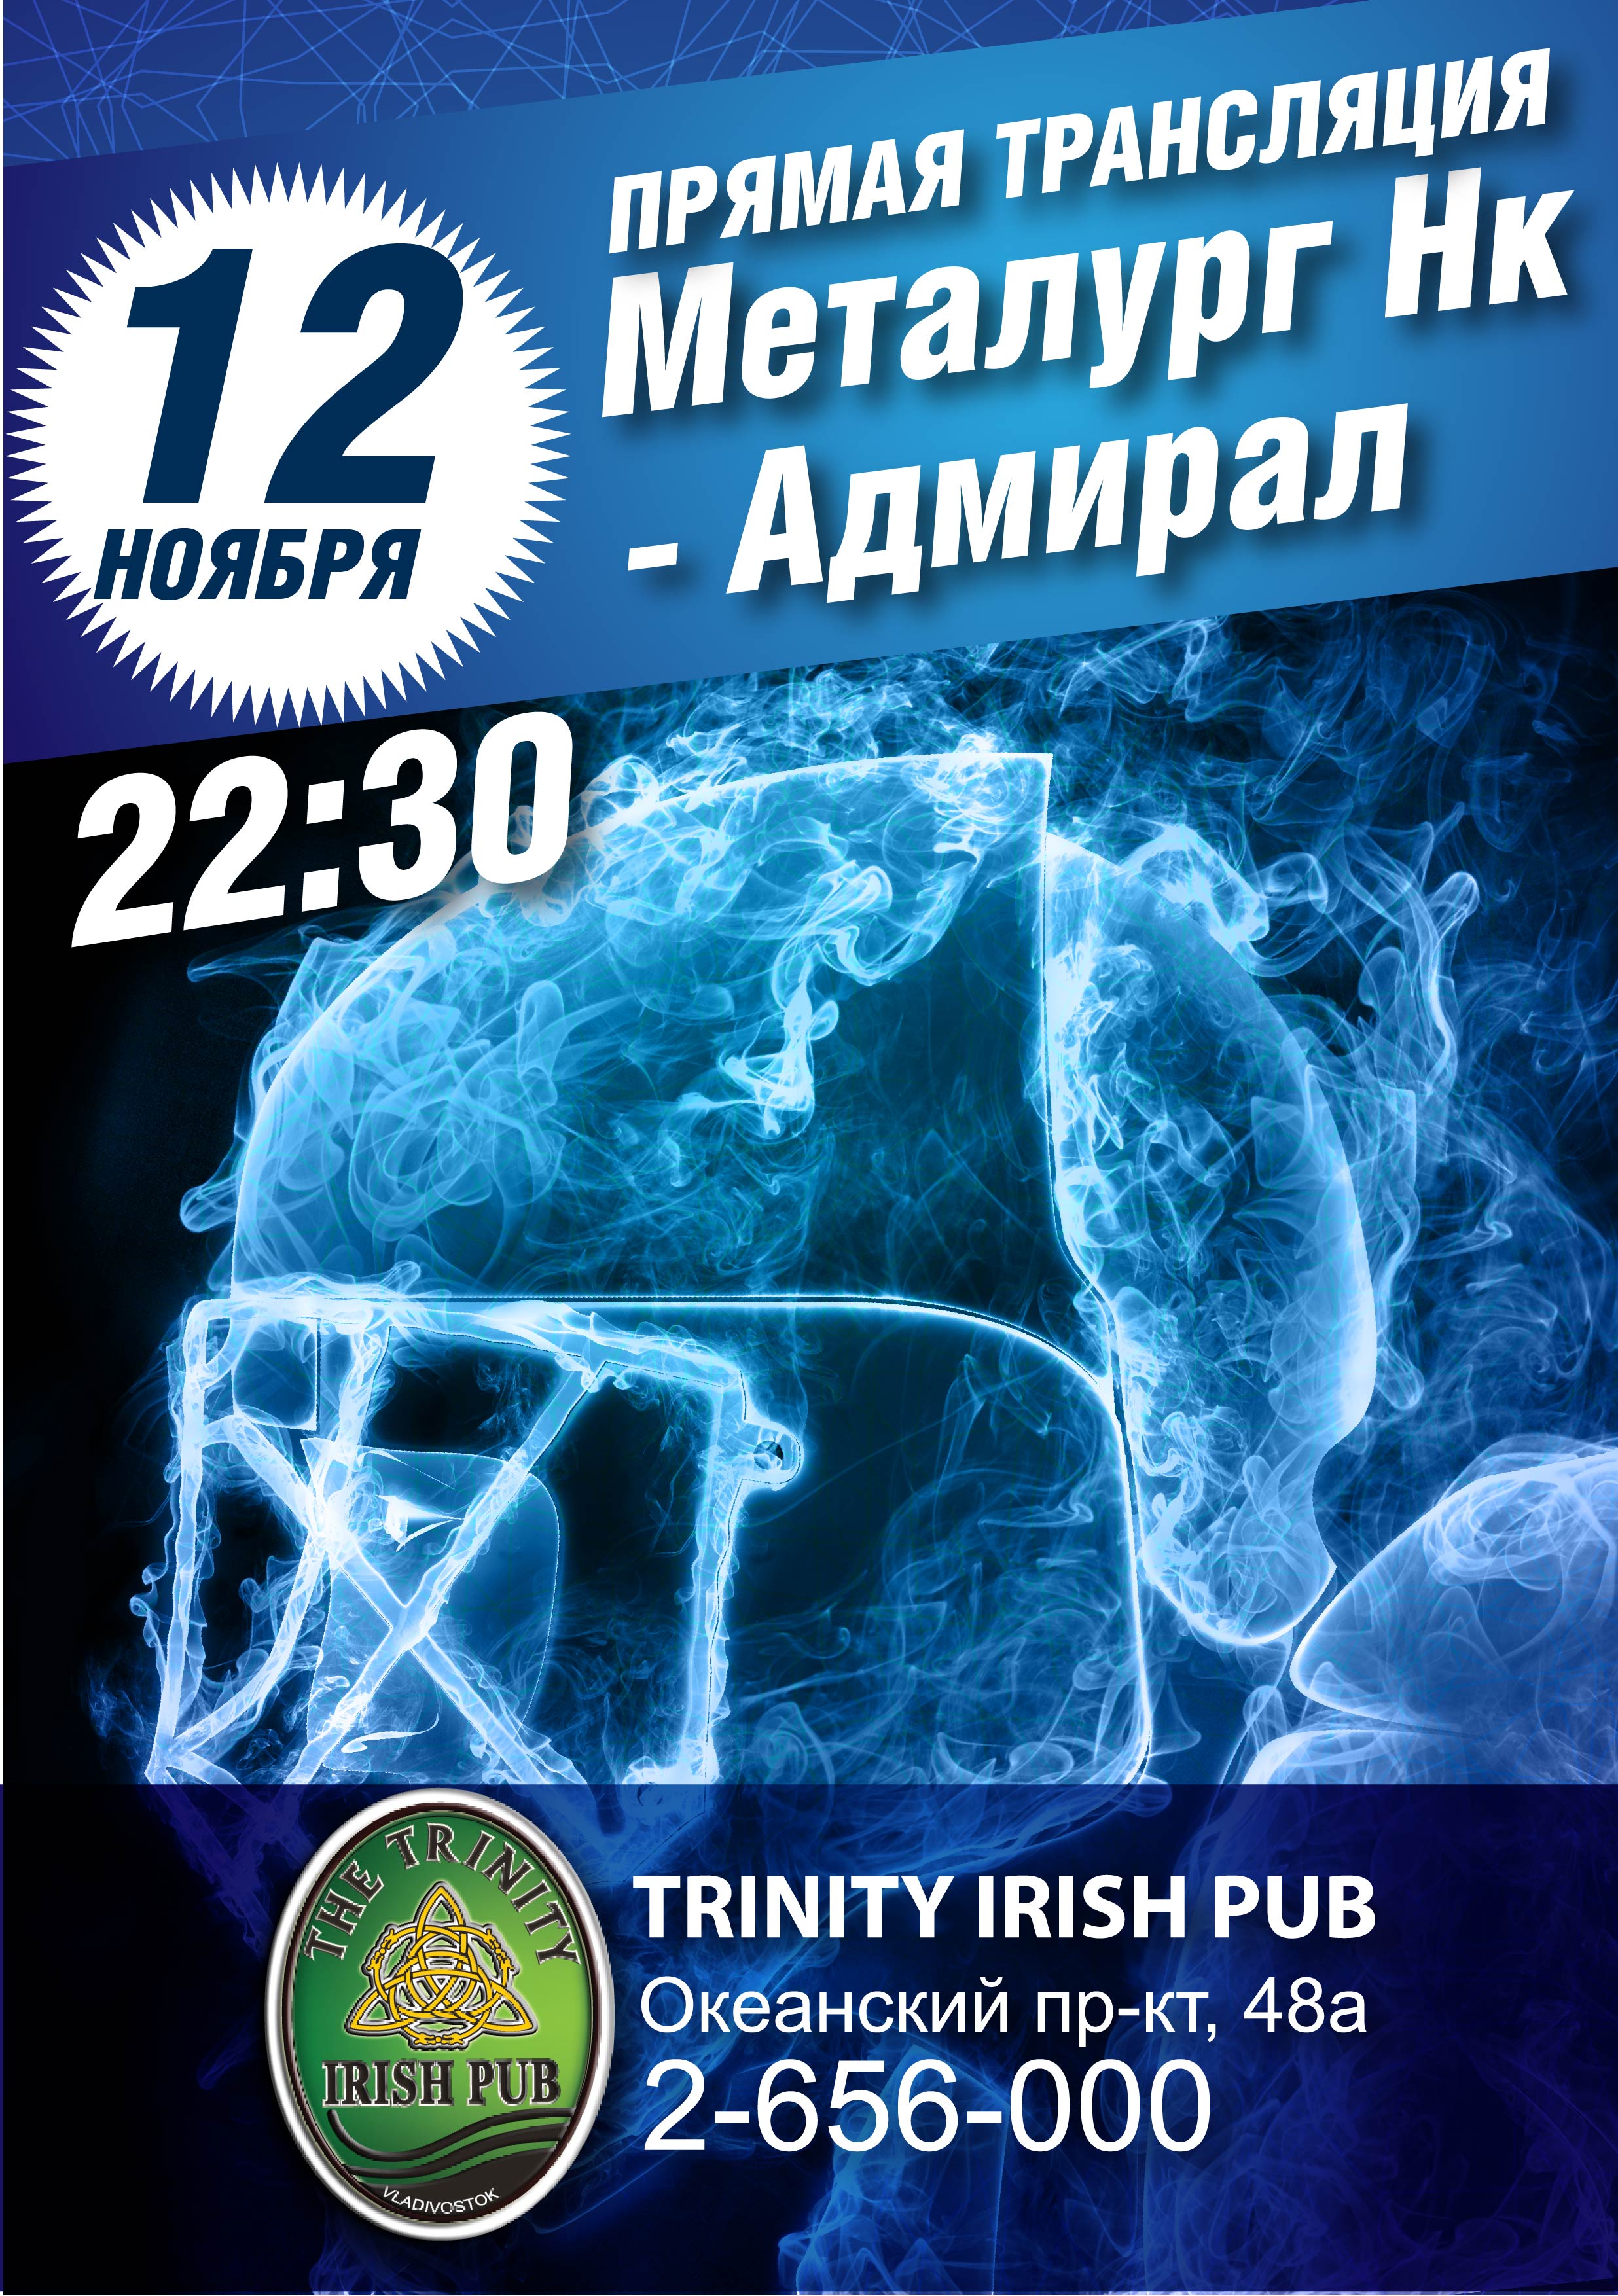 ПРЯМАЯ ТРАНСЛЯЦИЯ
Металург Нк
- Адмирал
12
НОЯБРЯ
22:30
THE TRINITY
IRISH PUB
VLADIVOSTOK
TRINITY IRISH PUB
Океанский пр-кт, 48а
2-656-000